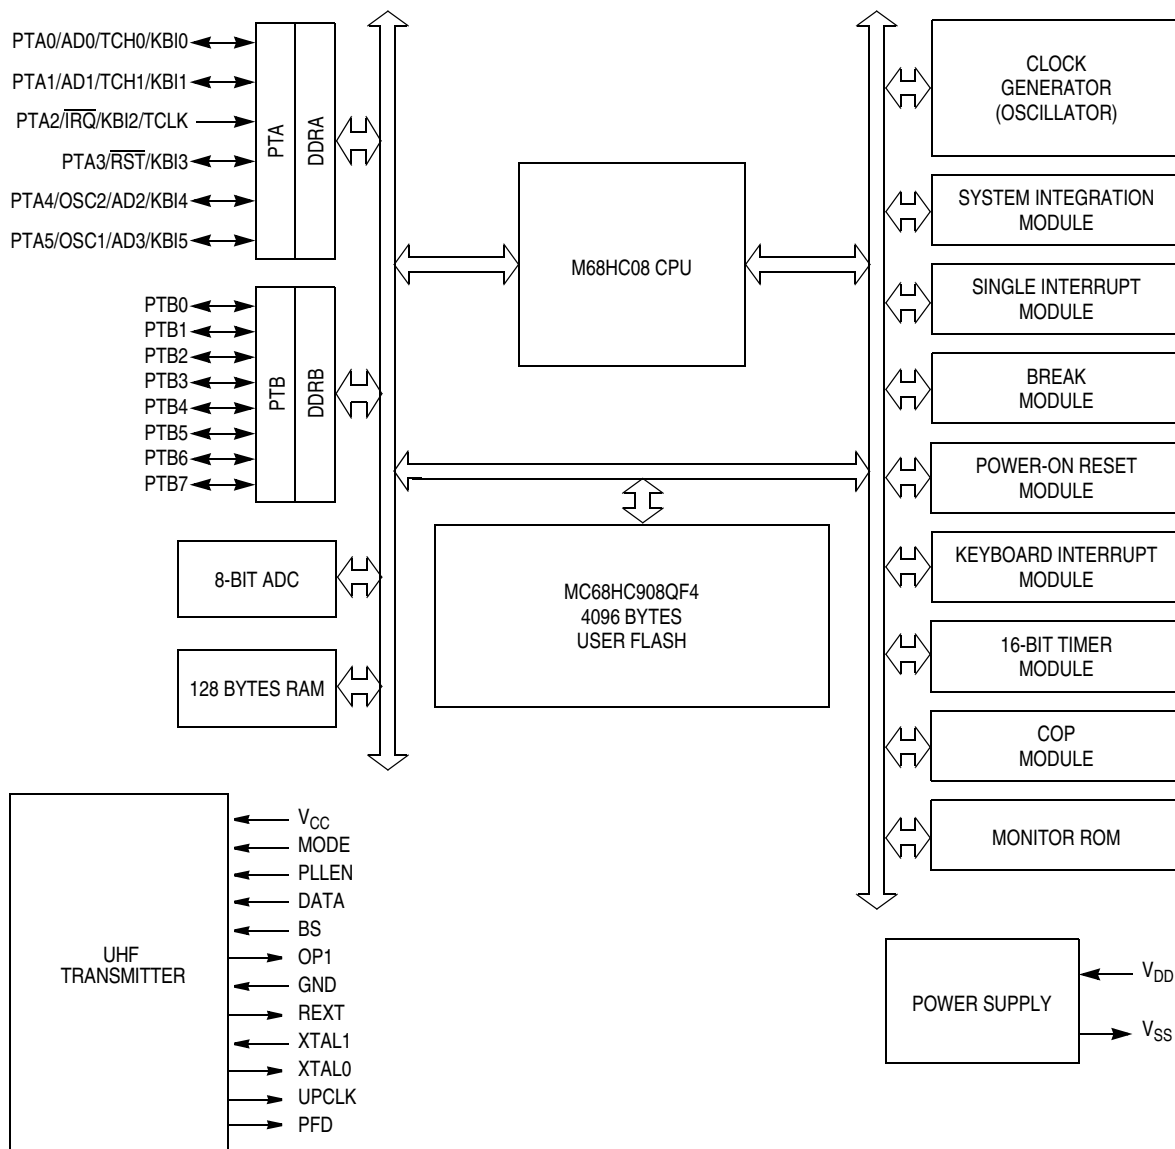 PTA0/AD0/TCH0/KBI0
PTA1/AD1/TCH1/KBI1
PTA2/I̅R̅Q̅/KBI2/TCLK
PTA3/R̅S̅T̅/KBI3
PTA4/OSC2/AD2/KBI4
PTA5/OSC1/AD3/KBI5
PTA
DDRA
PTB0
PTB1
PTB2
PTB3
PTB4
PTB5
PTB6
PTB7
PTB
DDRB
8-BIT ADC
128 BYTES RAM
M68HC08 CPU
MC68HC908QF4
4096 BYTES
USER FLASH
CLOCK
GENERATOR
(OSCILLATOR)
SYSTEM INTEGRATION
MODULE
SINGLE INTERRUPT
MODULE
BREAK
MODULE
POWER-ON RESET
MODULE
KEYBOARD INTERRUPT
MODULE
16-BIT TIMER
MODULE
COP
MODULE
MONITOR ROM
UHF
TRANSMITTER
VCC
MODE
PLLEN
DATA
BS
OP1
GND
REXT
XTAL1
XTAL0
UPCLK
PFD
POWER SUPPLY
VDD
VSS